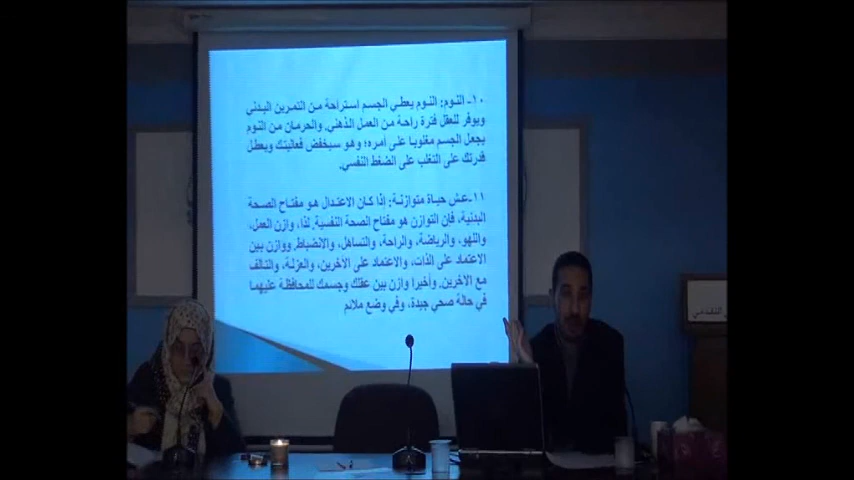 ١٠- النوم: النوم يعطي الجسم استراحة من التمرين البدني
ويوفر للعقل فترة راحة من العمل الذهني. والحرمان من النوم
يجعل الجسم مغلوبا على أمره؛ وهو سيخفض فعاليتك ويعطل
قدرتك على التغلب على الضغط النفسي.
١١- عش حياة متوازنة: إذا كان الاعتدال هو مفتاح الصحة
البدنية، فإن التوازن هو مفتاح الصحة النفسية. لذا، وازن العمل،
واللهو، والرياضة، والراحة، والتساهل، والانضباط. ووازن بين
الاعتماد على الذات، والاعتماد على الآخرين، والعزلة، والتآلف
مع الآخرين. وأخيرا وازن بين عقلك وجسمك للمحافظة عليهما
في حالة صحي جيدة، وفي وضع ملائم